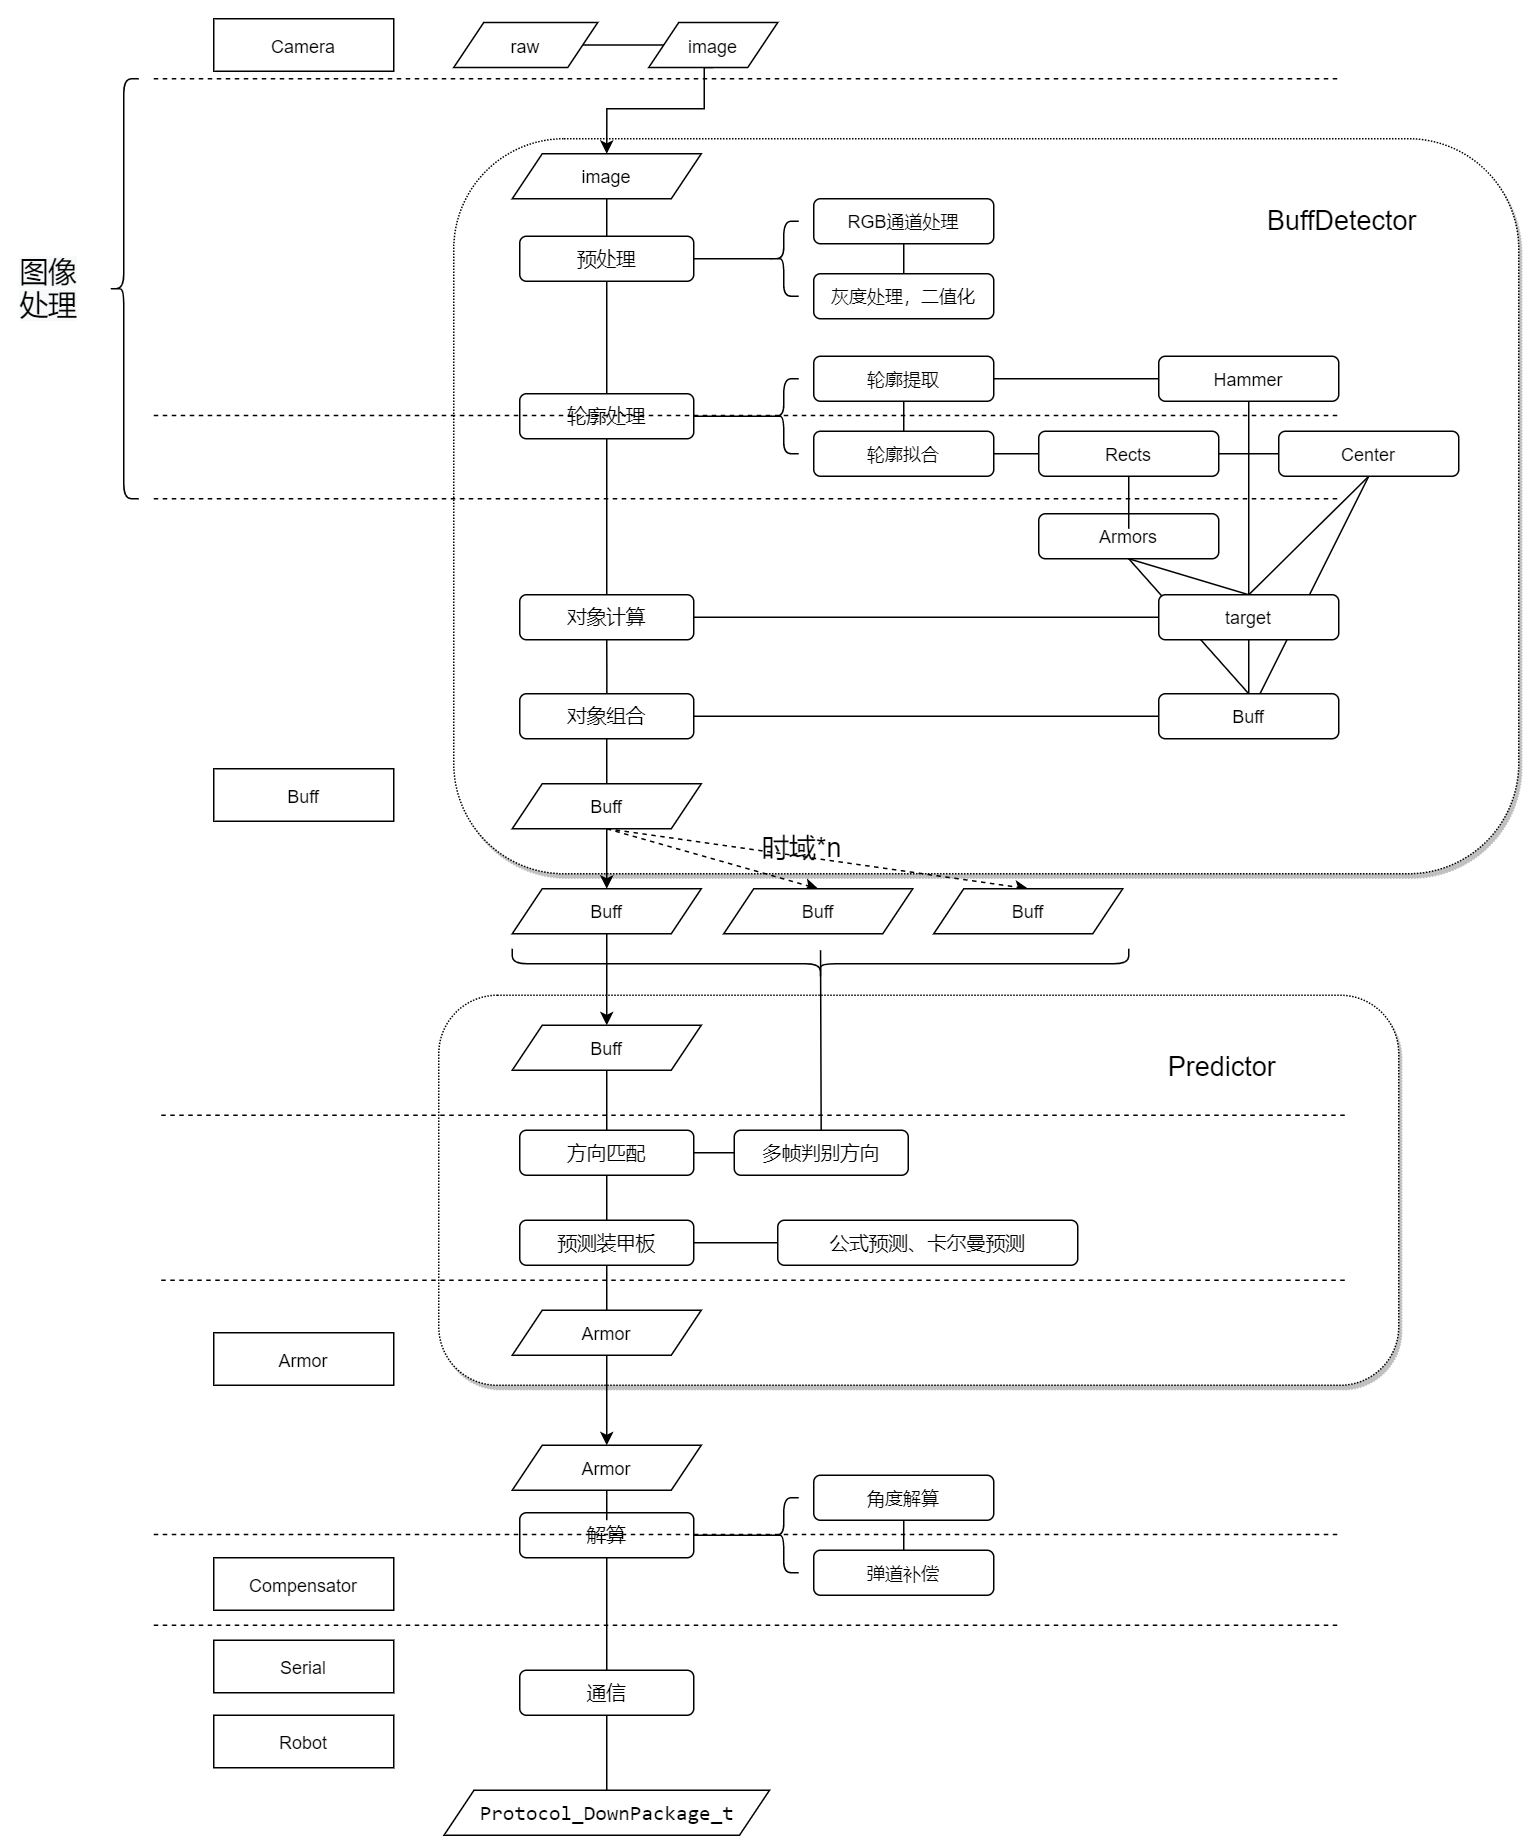 Camera
raw
image
image
BuffDetector
RGB通道处理
预处理
灰度处理，二值化
图像
处理
轮廓提取
Hammer
轮廓处理
轮廓拟合
Rects
Center
Armors
对象计算
target
对象组合
Buff
Buff
Buff
时域*n
Buff
Buff
Buff
Buff
Predictor
方向匹配
多帧判别方向
预测装甲板
公式预测、卡尔曼预测
Armor
Armor
Armor
角度解算
解算
弹道补偿
Compensator
Serial
通信
Robot
Protocol_DownPackage_t